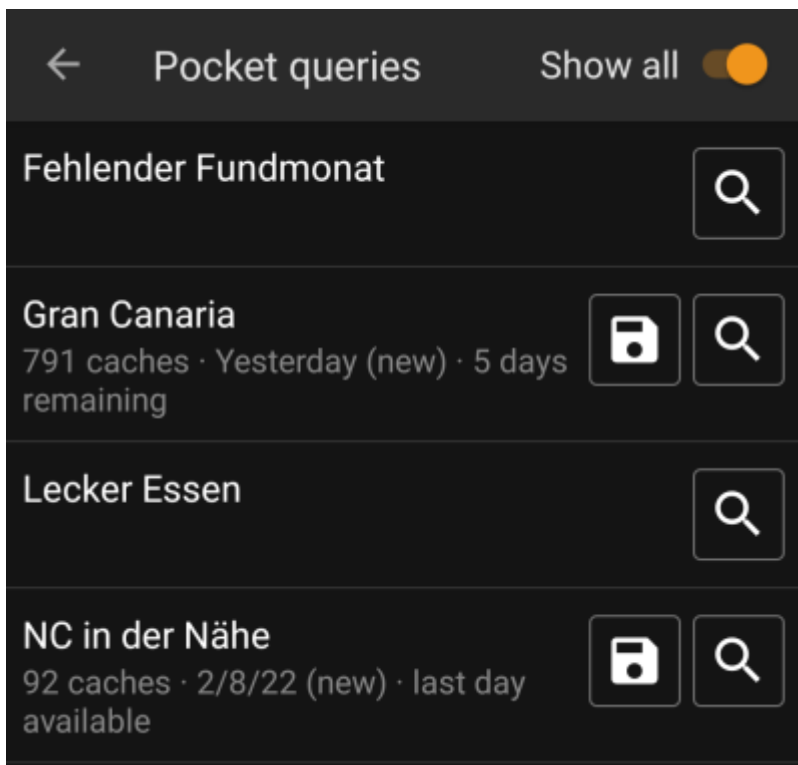 Pocket queries Show all
Fehlender Fundmonat
Gran Canaria
791 caches · Yesterday (new) · 5 days
remaining
Lecker Essen
NC in der Nähe
92 caches · 2/8/22 (new) · last day
available